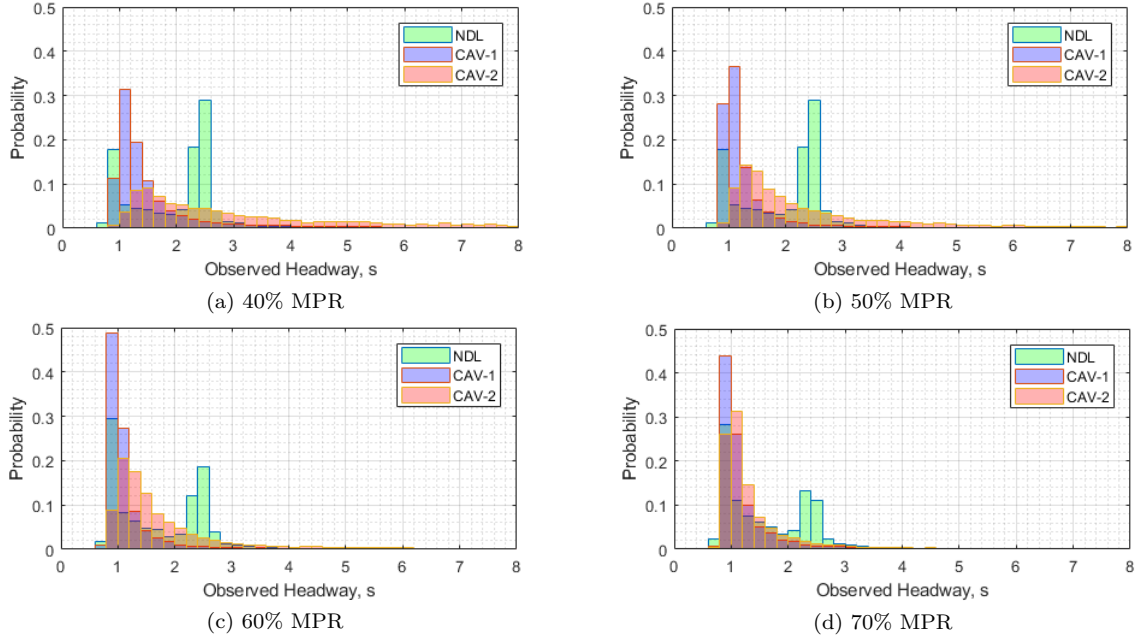 0.5
0.4
0.3
0.2
0.1
0
Probability
NDL
CAV-1
CAV-2
0 1 2 3 4 5 6 7 8
Observed Headway, s
(a) 40% MPR
0.5
0.4
0.3
0.2
0.1
0
Probability
NDL
CAV-1
CAV-2
0 1 2 3 4 5 6 7 8
Observed Headway, s
(b) 50% MPR
0.5
0.4
0.3
0.2
0.1
0
Probability
NDL
CAV-1
CAV-2
0 1 2 3 4 5 6 7 8
Observed Headway, s
(c) 60% MPR
0.5
0.4
0.3
0.2
0.1
0
Probability
NDL
CAV-1
CAV-2
0 1 2 3 4 5 6 7 8
Observed Headway, s
(d) 70% MPR